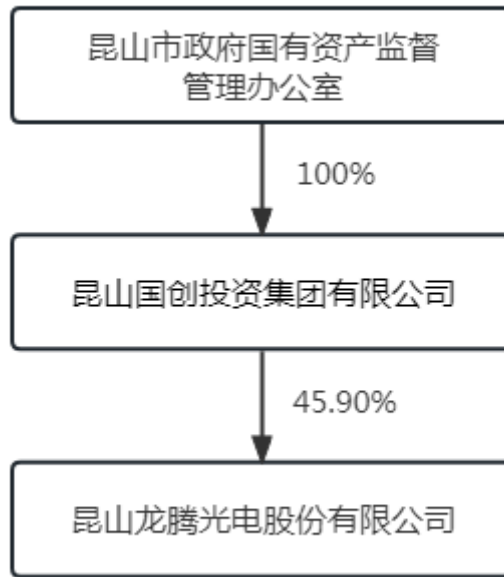 昆山市政府国有资产监督
管理办公室
100%
昆山国创投资集团有限公司
45.90%
昆山龙腾光电股份有限公司